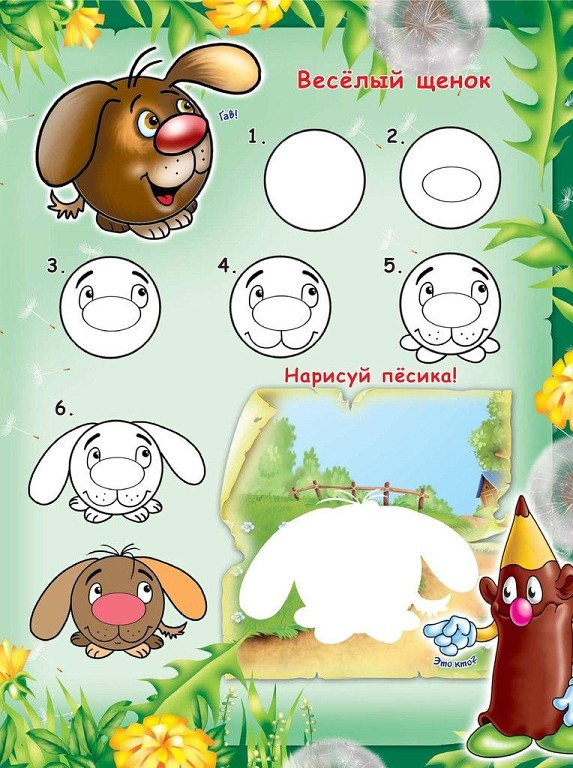 Весёлый щенок
Гав!
1.
2.
3.
4.
5.
Нарисуй пёсика!
6.
Это кто?